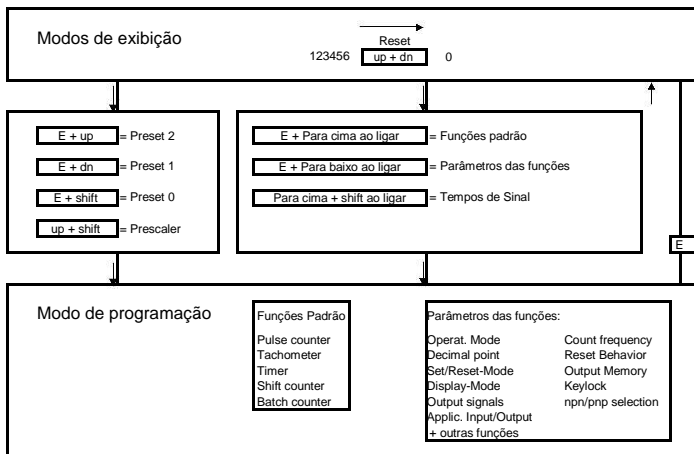 Modos de exibição
Reset
123456 up + dn 0
E + up = Preset 2
E + dn = Preset 1
E + shift = Preset 0
up + shift = Prescaler
E + Para cima ao ligar = Funções padrão
E + Para baixo ao ligar = Parâmetros das funções
Para cima + shift ao ligar = Tempos de Sinal
E
Modo de programação
Funções Padrão
Pulse counter
Tachometer
Timer
Shift counter
Batch counter
Parâmetros das funções:
Operat. Mode
Decimal point
Set/Reset-Mode
Display-Mode
Output signals
Applic. Input/Output
+ outras funções
Count frequency
Reset Behavior
Output Memory
Keylock
npn/pnp selection